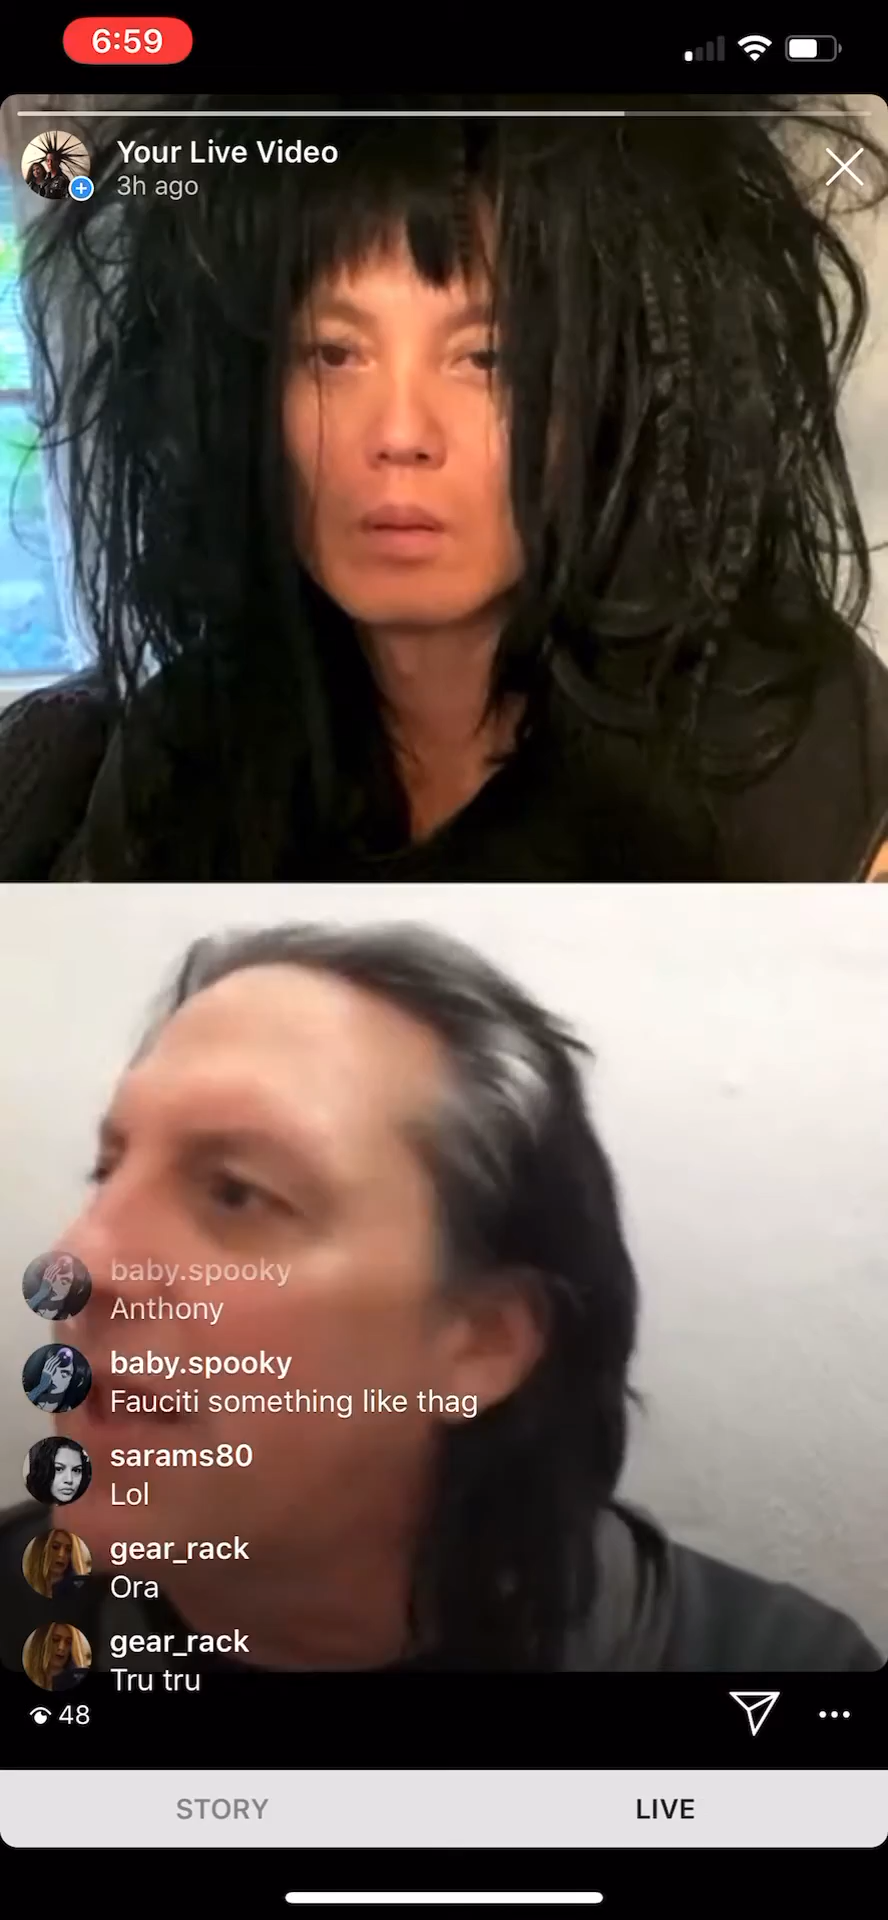 6:59
Your Live Video
3h ago
baby.spooky
Anthony
baby.spooky
Fauciti something like thag
sarams80
Lol
gear_rack
Ora
gear_rack
Tru tru
48
STORY
LIVE